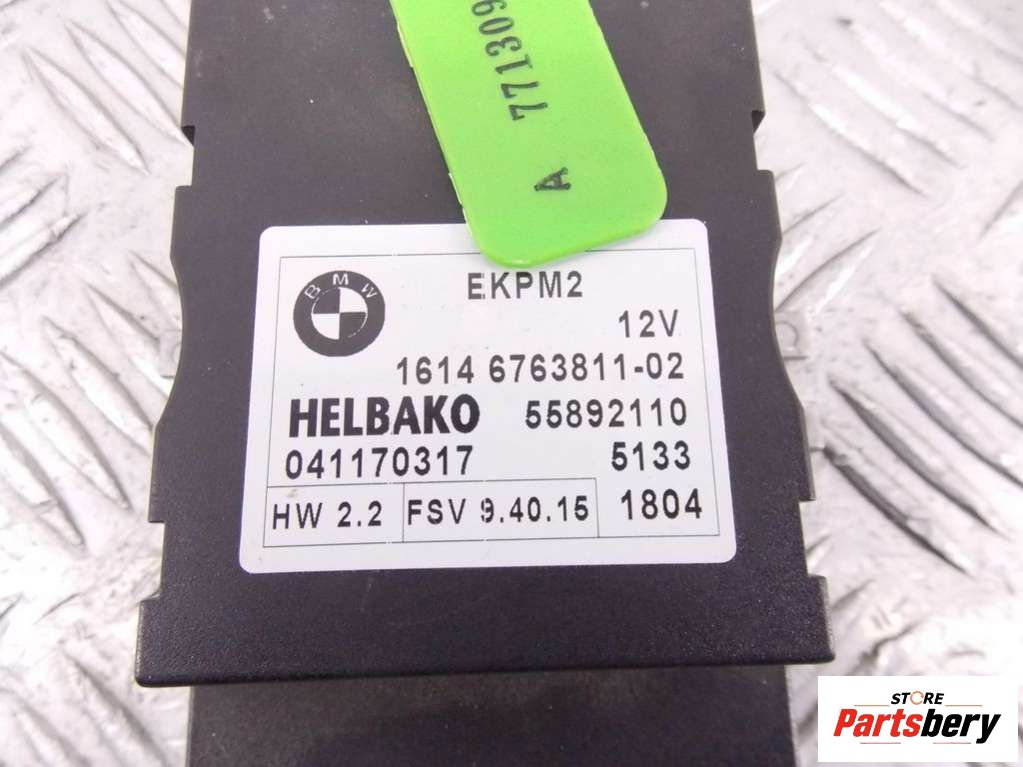 A 771309
BMW
EKPM2
12V
1614 6763811-02
HELBAKO 55892110
041170317 5133
HW 2.2 FSV 9.40.15 1804
STORE
Partsbery